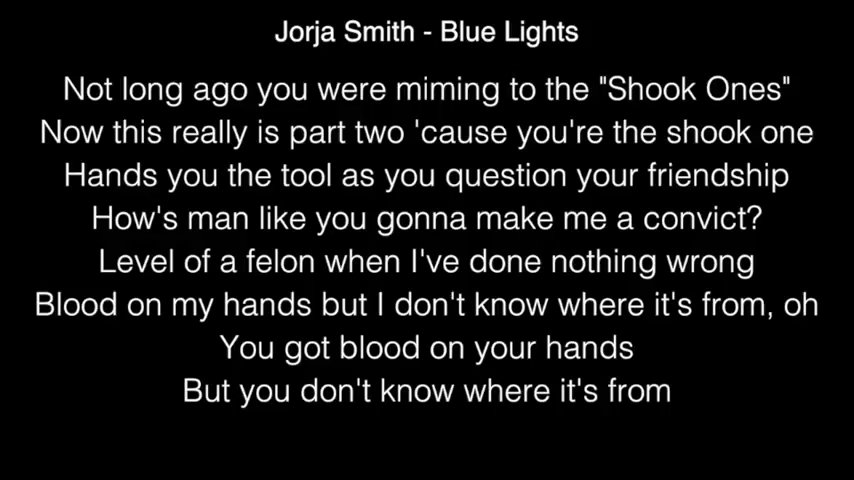 Jorja Smith - Blue Lights
Not long ago you were miming to the "Shook Ones"
Now this really is part two 'cause you're the shook one
Hands you the tool as you question your friendship
How's man like you gonna make me a convict?
Level of a felon when I've done nothing wrong
Blood on my hands but I don't know where it's from, oh
You got blood on your hands
But you don't know where it's from